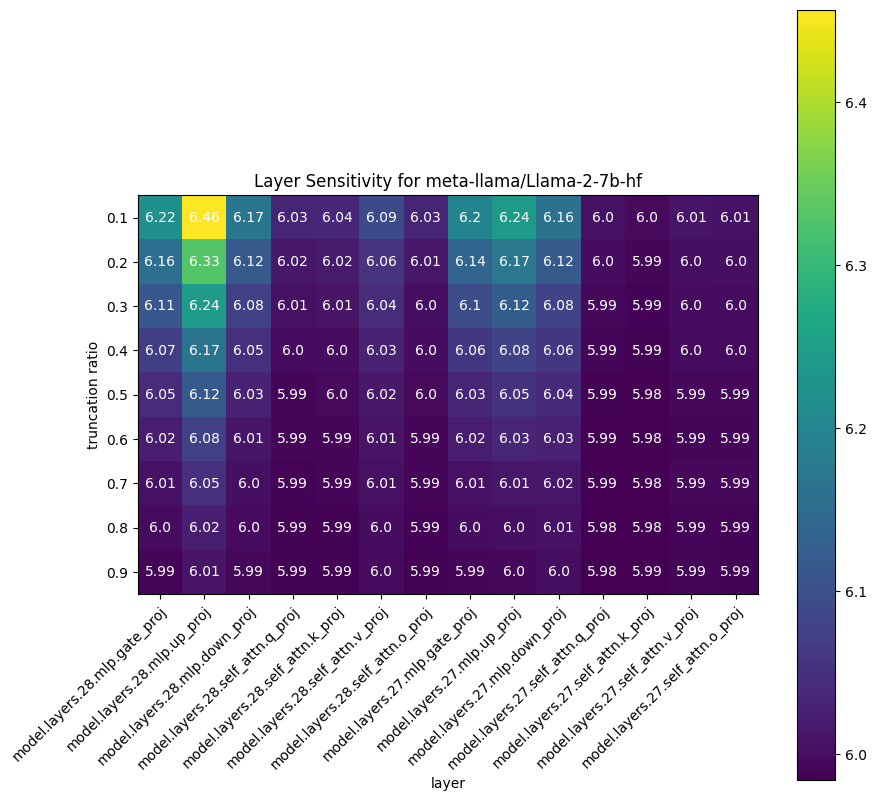 Layer Sensitivity for meta-llama/Llama-2-7b-hf
0.1 6.22 6.46 6.17 6.03 6.04 6.09 6.03 6.2 6.24 6.16 6.0 6.0 6.01 6.01
0.2 6.16 6.33 6.12 6.02 6.02 6.06 6.01 6.14 6.17 6.12 6.0 5.99 6.0 6.0
0.3 6.11 6.24 6.08 6.01 6.01 6.04 6.0 6.1 6.12 6.08 5.99 5.99 6.0 6.0
0.4 6.07 6.17 6.05 6.0 6.0 6.03 6.0 6.06 6.08 6.06 5.99 5.99 6.0 6.0
0.5 6.05 6.12 6.03 5.99 6.0 6.02 6.0 6.03 6.05 6.04 5.99 5.98 5.99 5.99
0.6 6.02 6.08 6.01 5.99 5.99 6.01 5.99 6.02 6.03 6.03 5.99 5.98 5.99 5.99
0.7 6.01 6.05 6.0 5.99 5.99 6.01 5.99 6.01 6.01 6.02 5.99 5.98 5.99 5.99
0.8 6.0 6.02 6.0 5.99 5.99 6.0 5.99 6.0 6.0 6.01 5.98 5.98 5.99 5.99
0.9 5.99 6.01 5.99 5.99 5.99 6.0 5.99 5.99 6.0 6.0 5.98 5.99 5.99 5.99
truncation ratio
model.layers.28.mlp.gate_proj
model.layers.28.mlp.up_proj
model.layers.28.mlp.down_proj
model.layers.28.self_attn.q_proj
model.layers.28.self_attn.k_proj
model.layers.28.self_attn.v_proj
model.layers.28.self_attn.o_proj
model.layers.27.mlp.gate_proj
model.layers.27.mlp.up_proj
model.layers.27.mlp.down_proj
model.layers.27.self_attn.q_proj
model.layers.27.self_attn.k_proj
model.layers.27.self_attn.v_proj
model.layers.27.self_attn.o_proj
layer
6.4
6.3
6.2
6.1
6.0